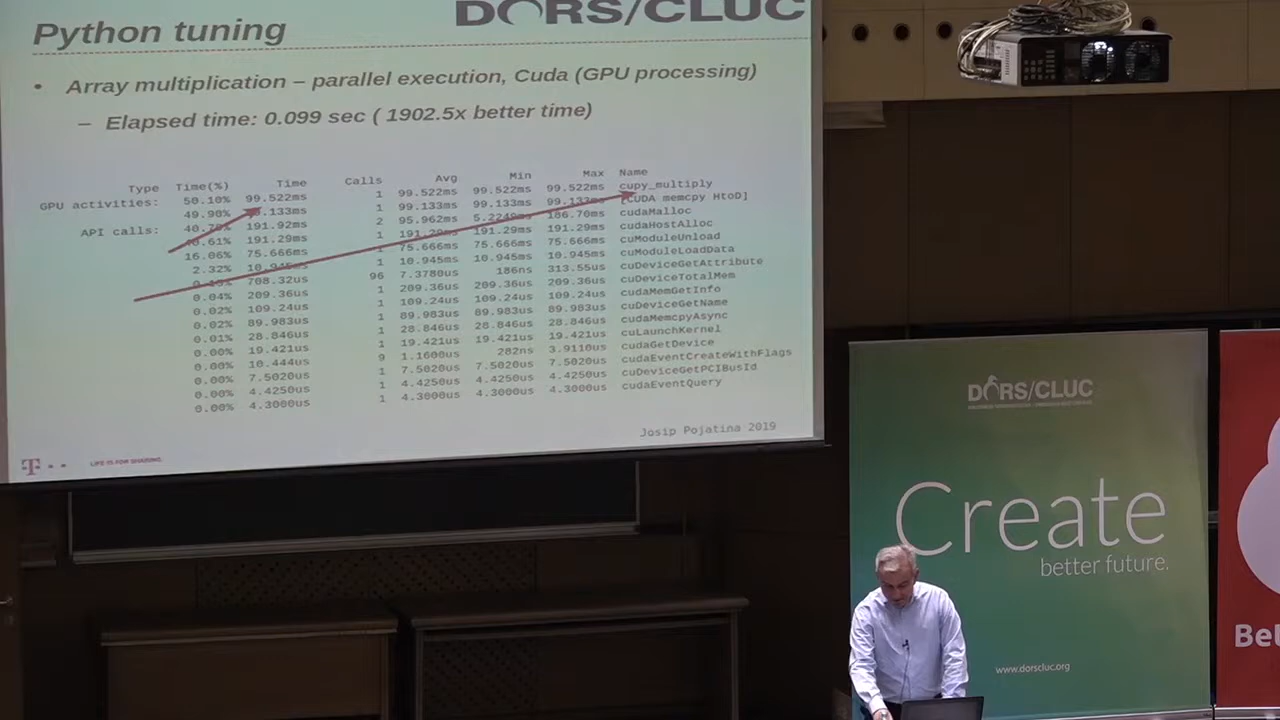 DORS/CLUC
Python tuning
• Array multiplication – parallel execution, Cuda (GPU processing)
– Elapsed time: 0.099 sec ( 1902.5x better time)
Type Time(%) Time Calls Avg Min Max Name
GPU activities: 50.10% 99.522ms 1 99.522ms 99.522ms 99.522ms cupy_multiply
49.90% 1 99.133ms 99.133ms [CUDA memcpy HtoD]
API calls: 191.92ms 2 95.962ms 186.70ms cudaMalloc
191.29ms 1 191.29ms 191.29ms cudaHostAlloc
16.06% 75.666ms 75.666ms 75.666ms 75.666ms cuModuleUnload
2.32% 1 10.945ms 10.945ms 10.945ms cuModuleLoadData
708.32us 96 7.3780us 186ns 313.55us cuDeviceGetAttribute
0.04% 209.36us 1 209.36us 209.36us 209.36us cuDeviceTotalMem
0.02% 109.24us 1 109.24us 109.24us 109.24us cudaMemGetInfo
0.02% 89.983us 1 89.983us 89.983us 89.983us cuDeviceGetName
0.01% 28.846us 1 28.846us 28.846us 28.846us cudaMemcpyAsync
0.00% 19.421us 1 19.421us 19.421us 19.421us cuLaunchKernel
0.00% 10.444us 9 1.1600us 282ns 3.9110us cudaGetDevice
0.00% 7.5020us 1 7.5020us 7.5020us 7.5020us cudaEventCreateWithFlags
0.00% 4.4250us 1 4.4250us 4.4250us 4.4250us cuDeviceGetPCIBusId
0.00% 4.3000us 1 4.3000us 4.3000us 4.3000us cudaEventQuery
Josip Pojatina 2019
T
LIFE IS FOR SHARING.
DORS/CLUC
Create
better future.
www.dorscluc.org
Be